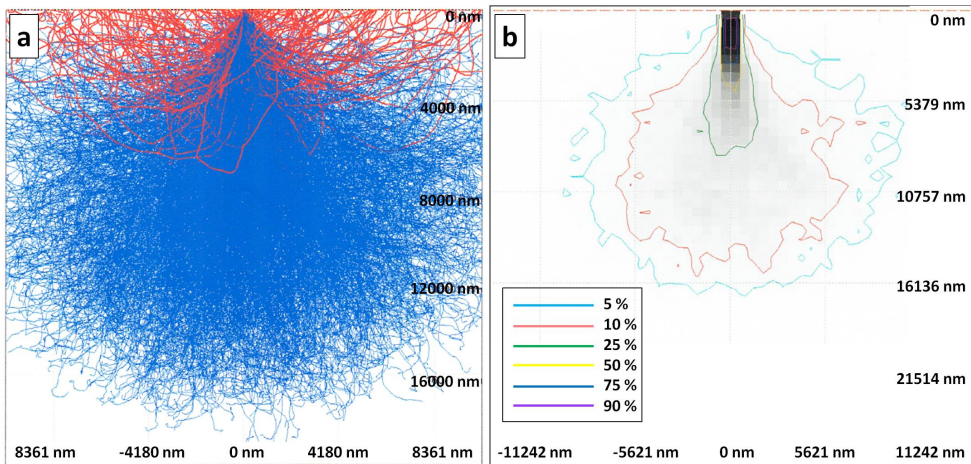 a
0 nm
4000 nm
8000 nm
12000 nm
16000 nm
8361 nm -4180 nm 0 nm 4180 nm 8361 nm
b
0 nm
5379 nm
10757 nm
16136 nm
21514 nm
5 %
10 %
25 %
50 %
75 %
90 %
-11242 nm -5621 nm 0 nm 5621 nm 11242 nm